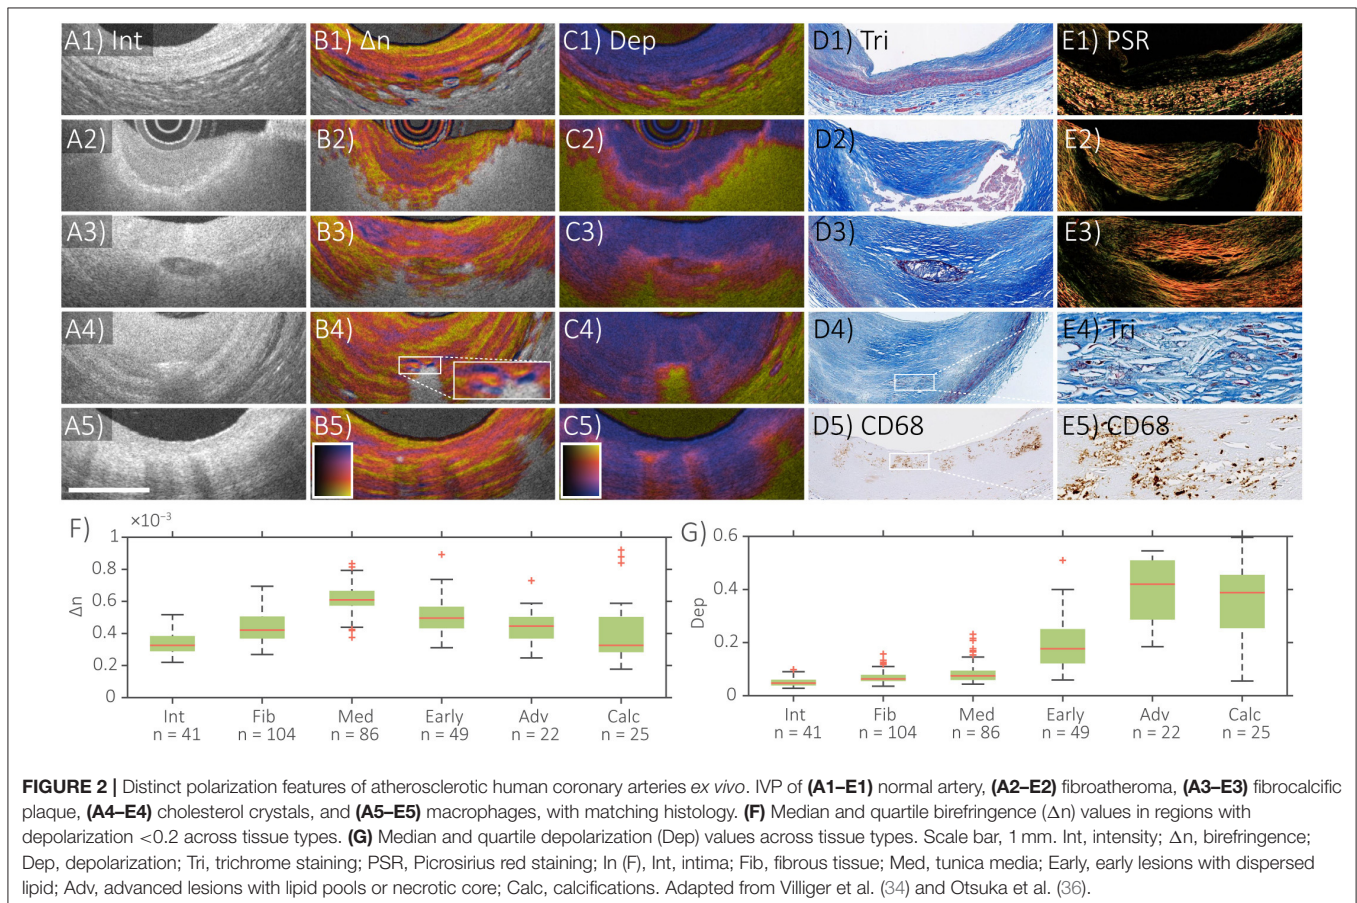 A1) Int B1) Δn C1) Dep D1) Tri E1) PSR
A2) B2) C2) D2) E2)
A3) B3) C3) D3) E3)
A4) B4) C4) D4) E4) Tri
A5) B5) C5) D5) CD68 E5) CD68
F) ×10⁻³
1
0.8
0.6
0.4
0.2
0
Δn
Int Fib Med Early Adv Calc
n = 41 n = 104 n = 86 n = 49 n = 22 n = 25
G)
0.6
0.4
0.2
0
Dep
Int Fib Med Early Adv Calc
n = 41 n = 104 n = 86 n = 49 n = 22 n = 25
FIGURE 2 | Distinct polarization features of atherosclerotic human coronary arteries ex vivo. IVP of (A1–E1) normal artery, (A2–E2) fibroatheroma, (A3–E3) fibrocalcific
plaque, (A4–E4) cholesterol crystals, and (A5–E5) macrophages, with matching histology. (F) Median and quartile birefringence (Δn) values in regions with
depolarization <0.2 across tissue types. (G) Median and quartile depolarization (Dep) values across tissue types. Scale bar, 1 mm. Int, intensity; Δn, birefringence;
Dep, depolarization; Tri, trichrome staining; PSR, Picrosirius red staining; In (F), Int, intima; Fib, fibrous tissue; Med, tunica media; Early, early lesions with dispersed
lipid; Adv, advanced lesions with lipid pools or necrotic core; Calc, calcifications. Adapted from Villiger et al. (34) and Otsuka et al. (36).